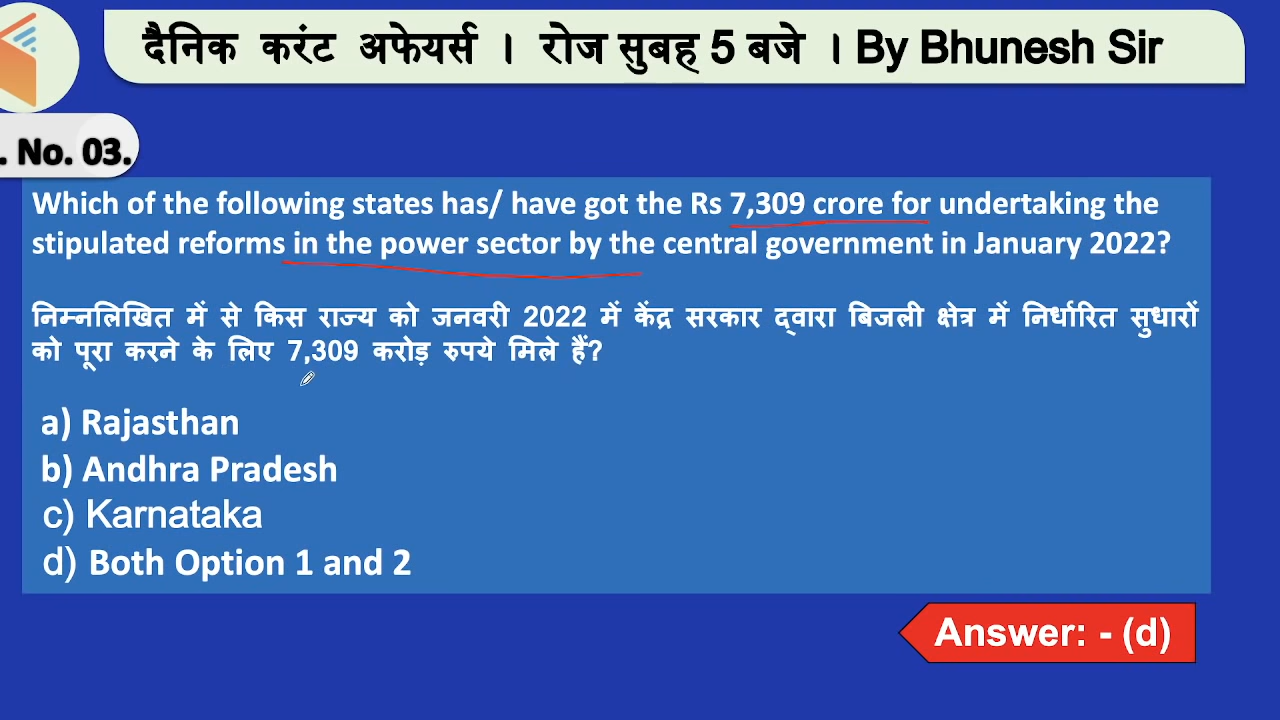 दैनिक करंट अफेयर्स । रोज सुबह 5 बजे । By Bhunesh Sir
. No. 03.
Which of the following states has/ have got the Rs 7,309 crore for undertaking the
stipulated reforms in the power sector by the central government in January 2022?
निम्नलिखित में से किस राज्य को जनवरी 2022 में केंद्र सरकार द्वारा बिजली क्षेत्र में निर्धारित सुधारों
को पूरा करने के लिए 7,309 करोड़ रुपये मिले हैं?
a) Rajasthan
b) Andhra Pradesh
c) Karnataka
d) Both Option 1 and 2
Answer: - (d)